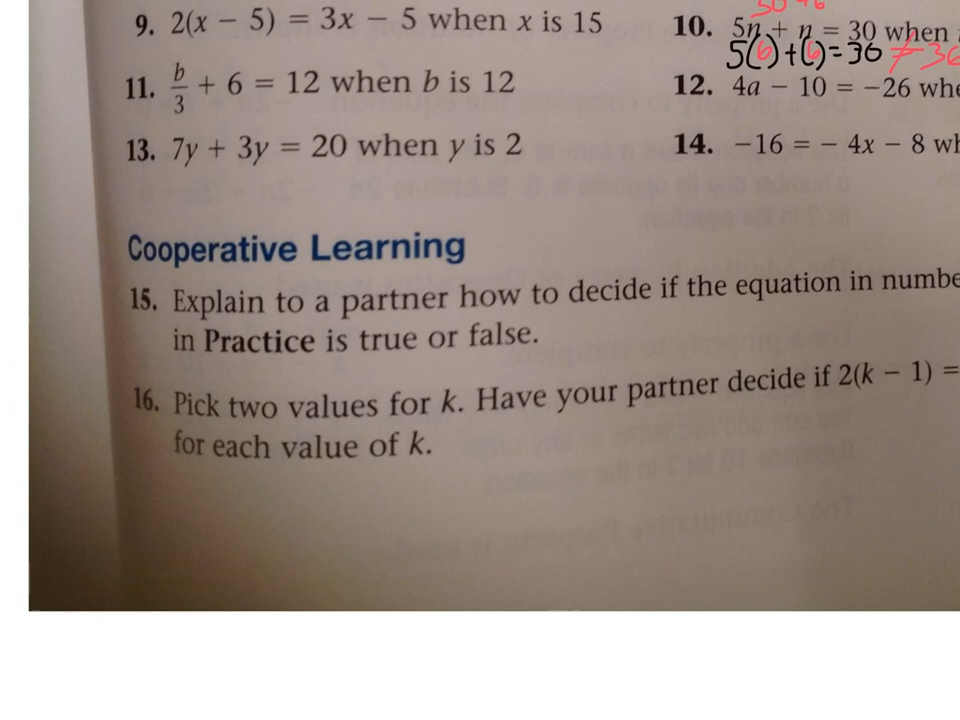 30 + 6
9. 2(x − 5) = 3x − 5 when x is 15
10. 5n + n = 30 when
5(6)+(6)=36 ≠ 36
11. b/3 + 6 = 12 when b is 12
12. 4a − 10 = −26 whe
13. 7y + 3y = 20 when y is 2
14. −16 = − 4x − 8 wh
Cooperative Learning
15. Explain to a partner how to decide if the equation in numbe
in Practice is true or false.
16. Pick two values for k. Have your partner decide if 2(k − 1) =
for each value of k.